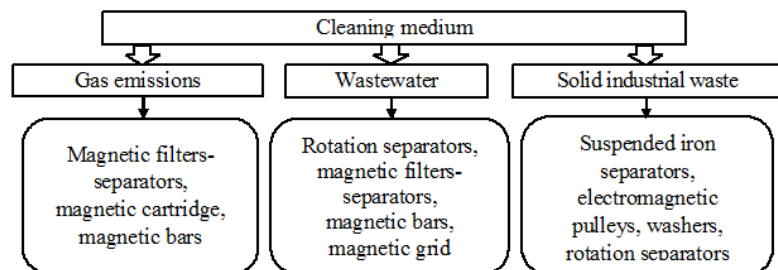 Cleaning medium
Gas emissions
Wastewater
Solid industrial waste
Magnetic filters-
separators,
magnetic cartridge,
magnetic bars
Rotation separators,
magnetic filters-
separators,
magnetic bars,
magnetic grid
Suspended iron
separators,
electromagnetic
pulleys, washers,
rotation separators